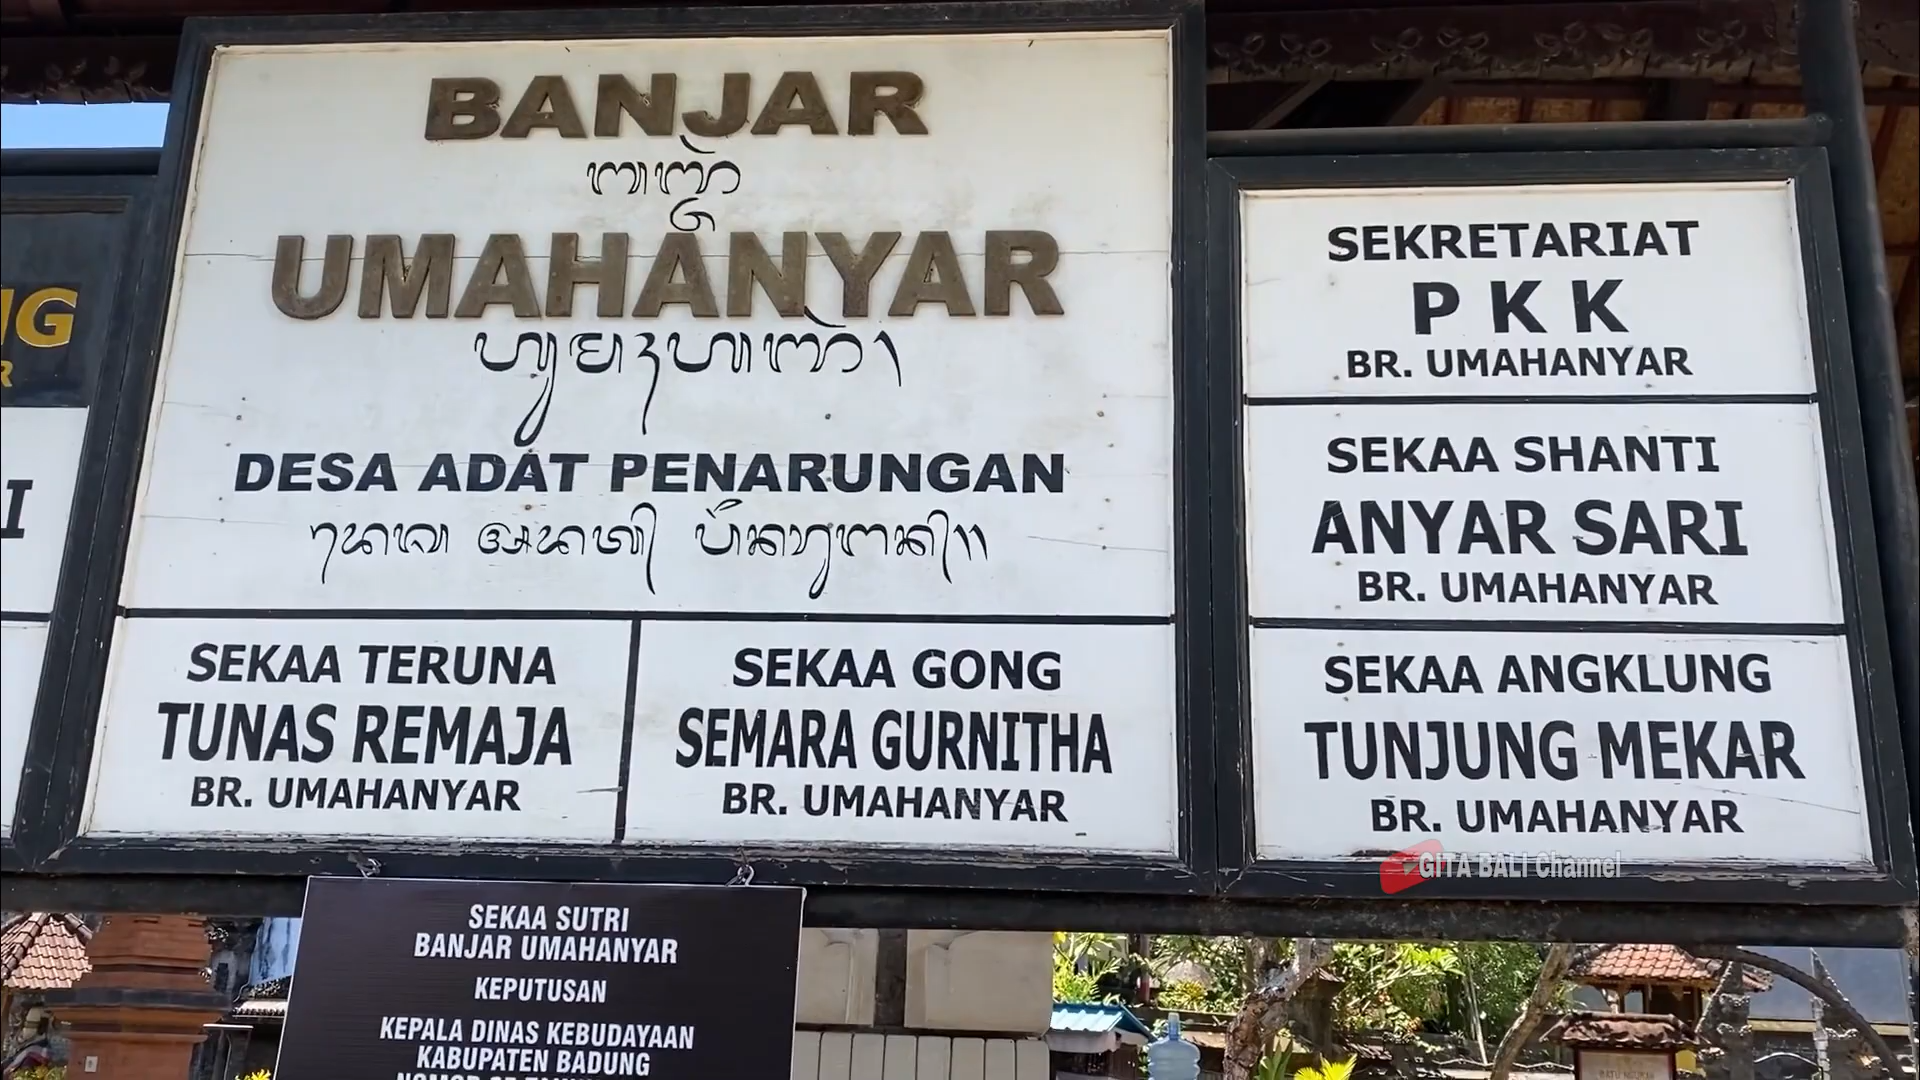 BANJAR
UMAHANYAR
DESA ADAT PENARUNGAN
SEKAA TERUNA
TUNAS REMAJA
BR. UMAHANYAR
SEKAA GONG
SEMARA GURNITHA
BR. UMAHANYAR
SEKRETARIAT
P K K
BR. UMAHANYAR
SEKAA SHANTI
ANYAR SARI
BR. UMAHANYAR
SEKAA ANGKLUNG
TUNJUNG MEKAR
BR. UMAHANYAR
GITA BALI Channel
SEKAA SUTRI
BANJAR UMAHANYAR
KEPUTUSAN
KEPALA DINAS KEBUDAYAAN
KABUPATEN BADUNG